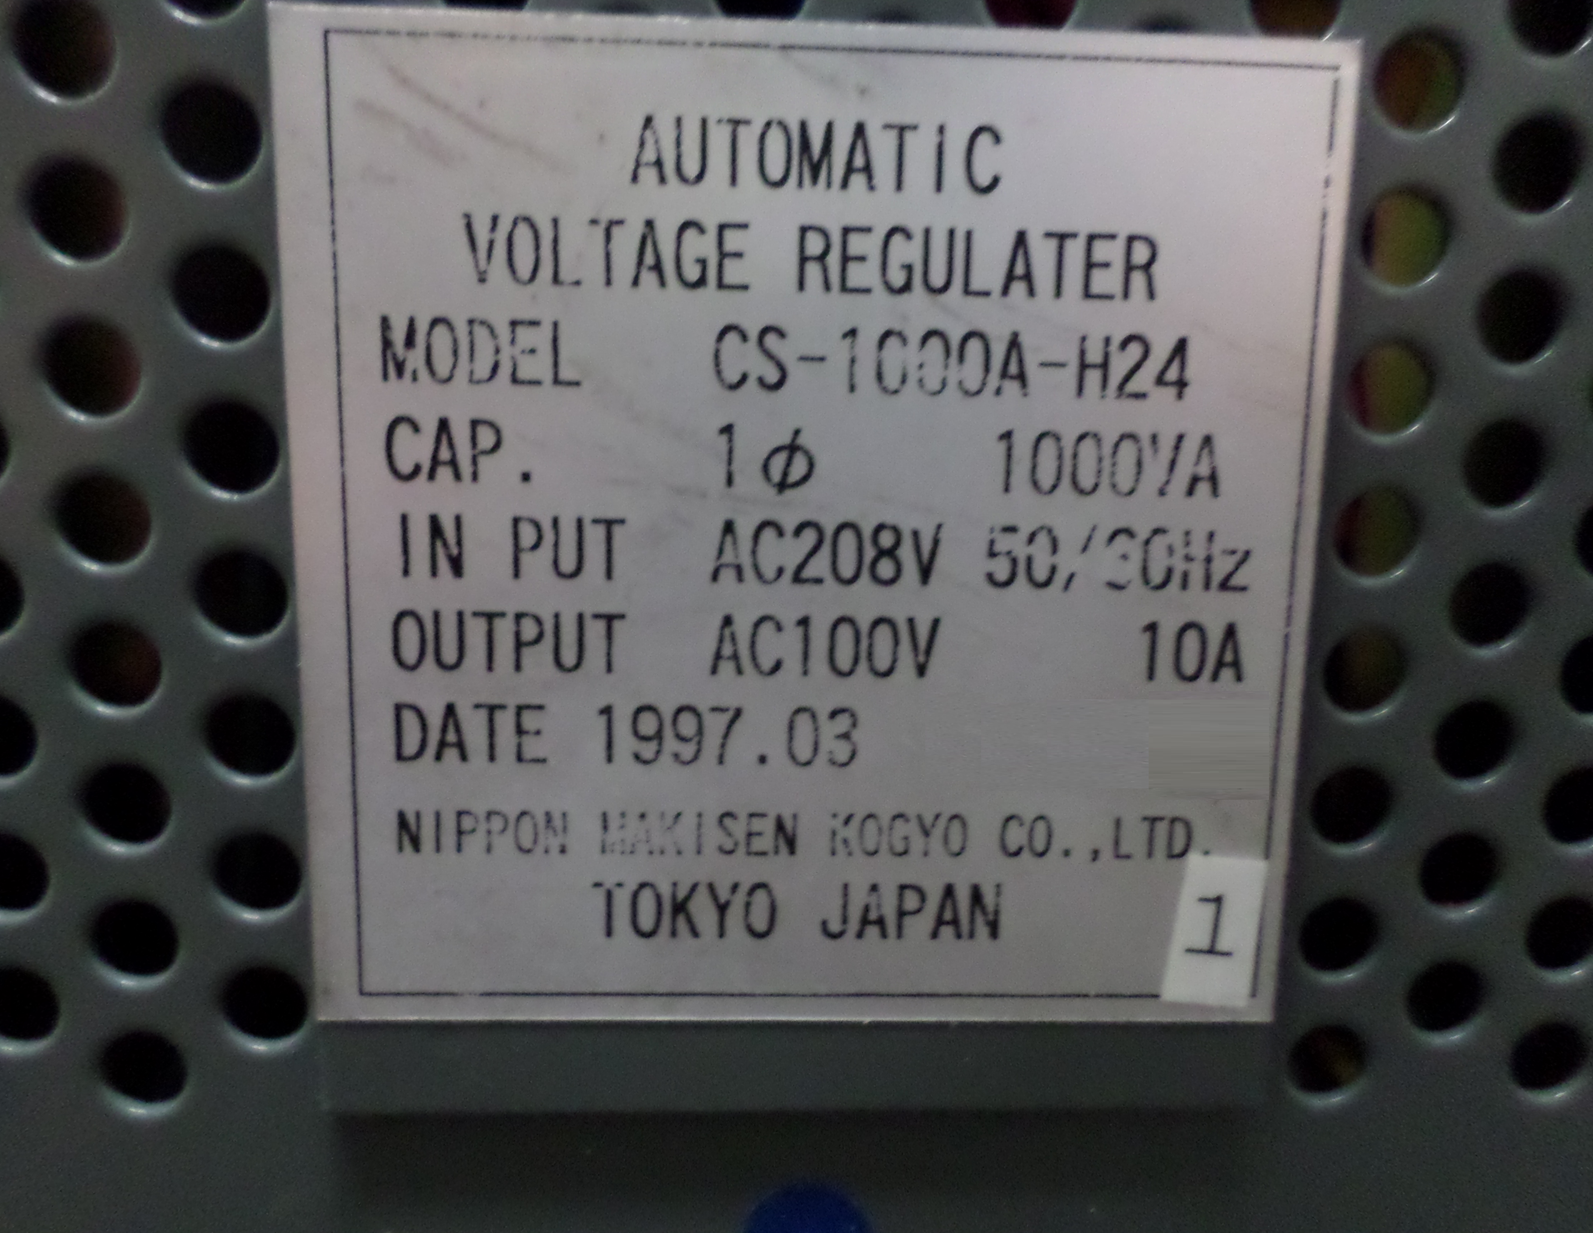 AUTOMATIC
VOLTAGE REGULATER
MODEL CS-1000A-H24
CAP. 1ϕ 1000VA
IN PUT AC208V 50/60Hz
OUTPUT AC100V 10A
DATE 1997.03
NIPPON MAKISEN KOGYO CO.,LTD.
TOKYO JAPAN
1